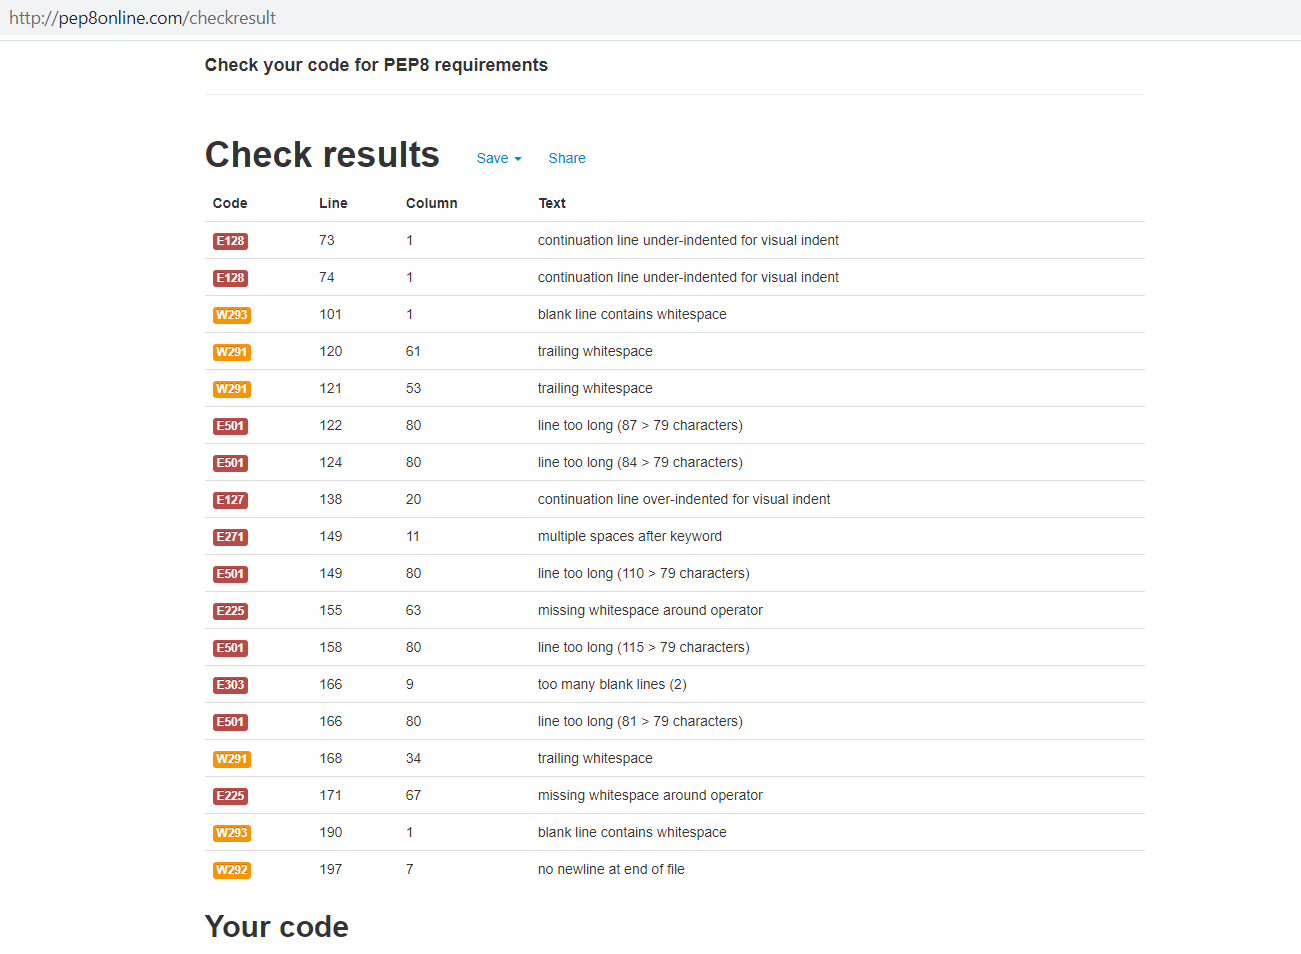 http://pep8online.com/checkresult
Check your code for PEP8 requirements
Check results Save Share
Code Line Column Text
E128 73 1 continuation line under-indented for visual indent
E128 74 1 continuation line under-indented for visual indent
W293 101 1 blank line contains whitespace
W291 120 61 trailing whitespace
W291 121 53 trailing whitespace
E501 122 80 line too long (87 > 79 characters)
E501 124 80 line too long (84 > 79 characters)
E127 138 20 continuation line over-indented for visual indent
E271 149 11 multiple spaces after keyword
E501 149 80 line too long (110 > 79 characters)
E225 155 63 missing whitespace around operator
E501 158 80 line too long (115 > 79 characters)
E303 166 9 too many blank lines (2)
E501 166 80 line too long (81 > 79 characters)
W291 168 34 trailing whitespace
E225 171 67 missing whitespace around operator
W293 190 1 blank line contains whitespace
W292 197 7 no newline at end of file
Your code